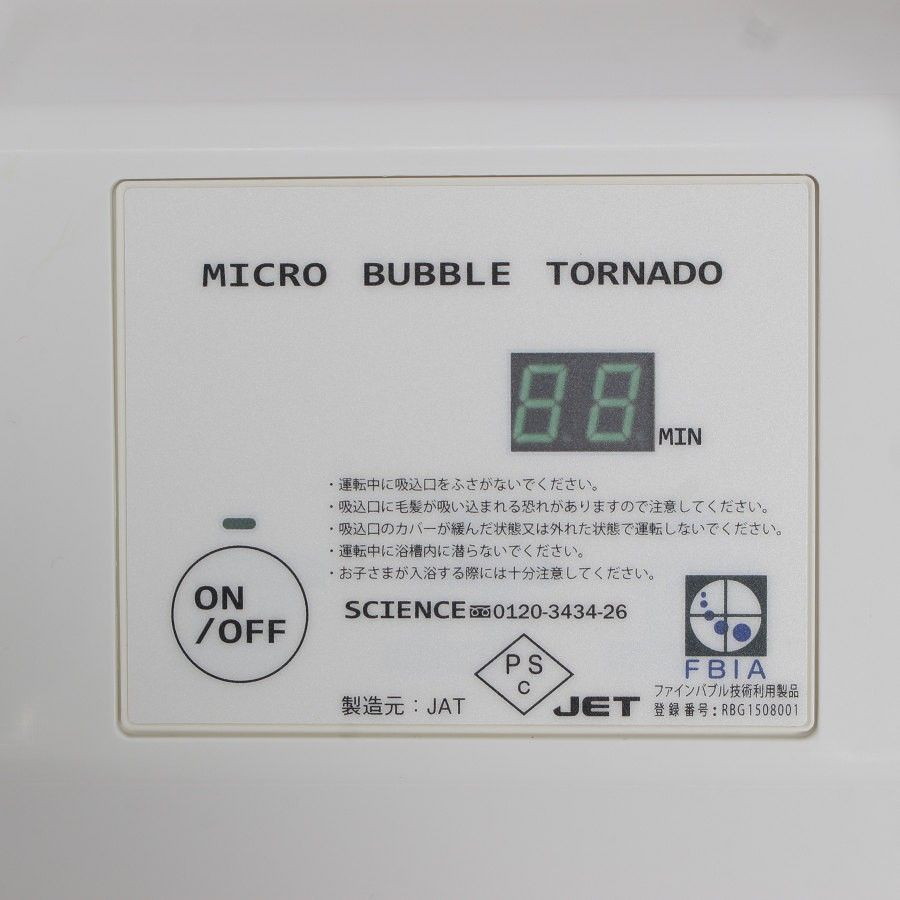 MICRO BUBBLE TORNADO
88 MIN
・運転中に吸込口をふさがないでください。
・吸込口に毛髪が吸い込まれる恐れがありますので注意してください。
・吸込口のカバーが緩んだ状態又は外れた状態で運転しないでください。
・運転中に浴槽内に潜らないでください。
・お子さまが入浴する際には十分注意してください。
ON
/OFF
SCIENCE 0120-3434-26
PS
C
製造元：JAT
JET
FBIA
ファインバブル技術利用製品
登録番号：RBG1508001